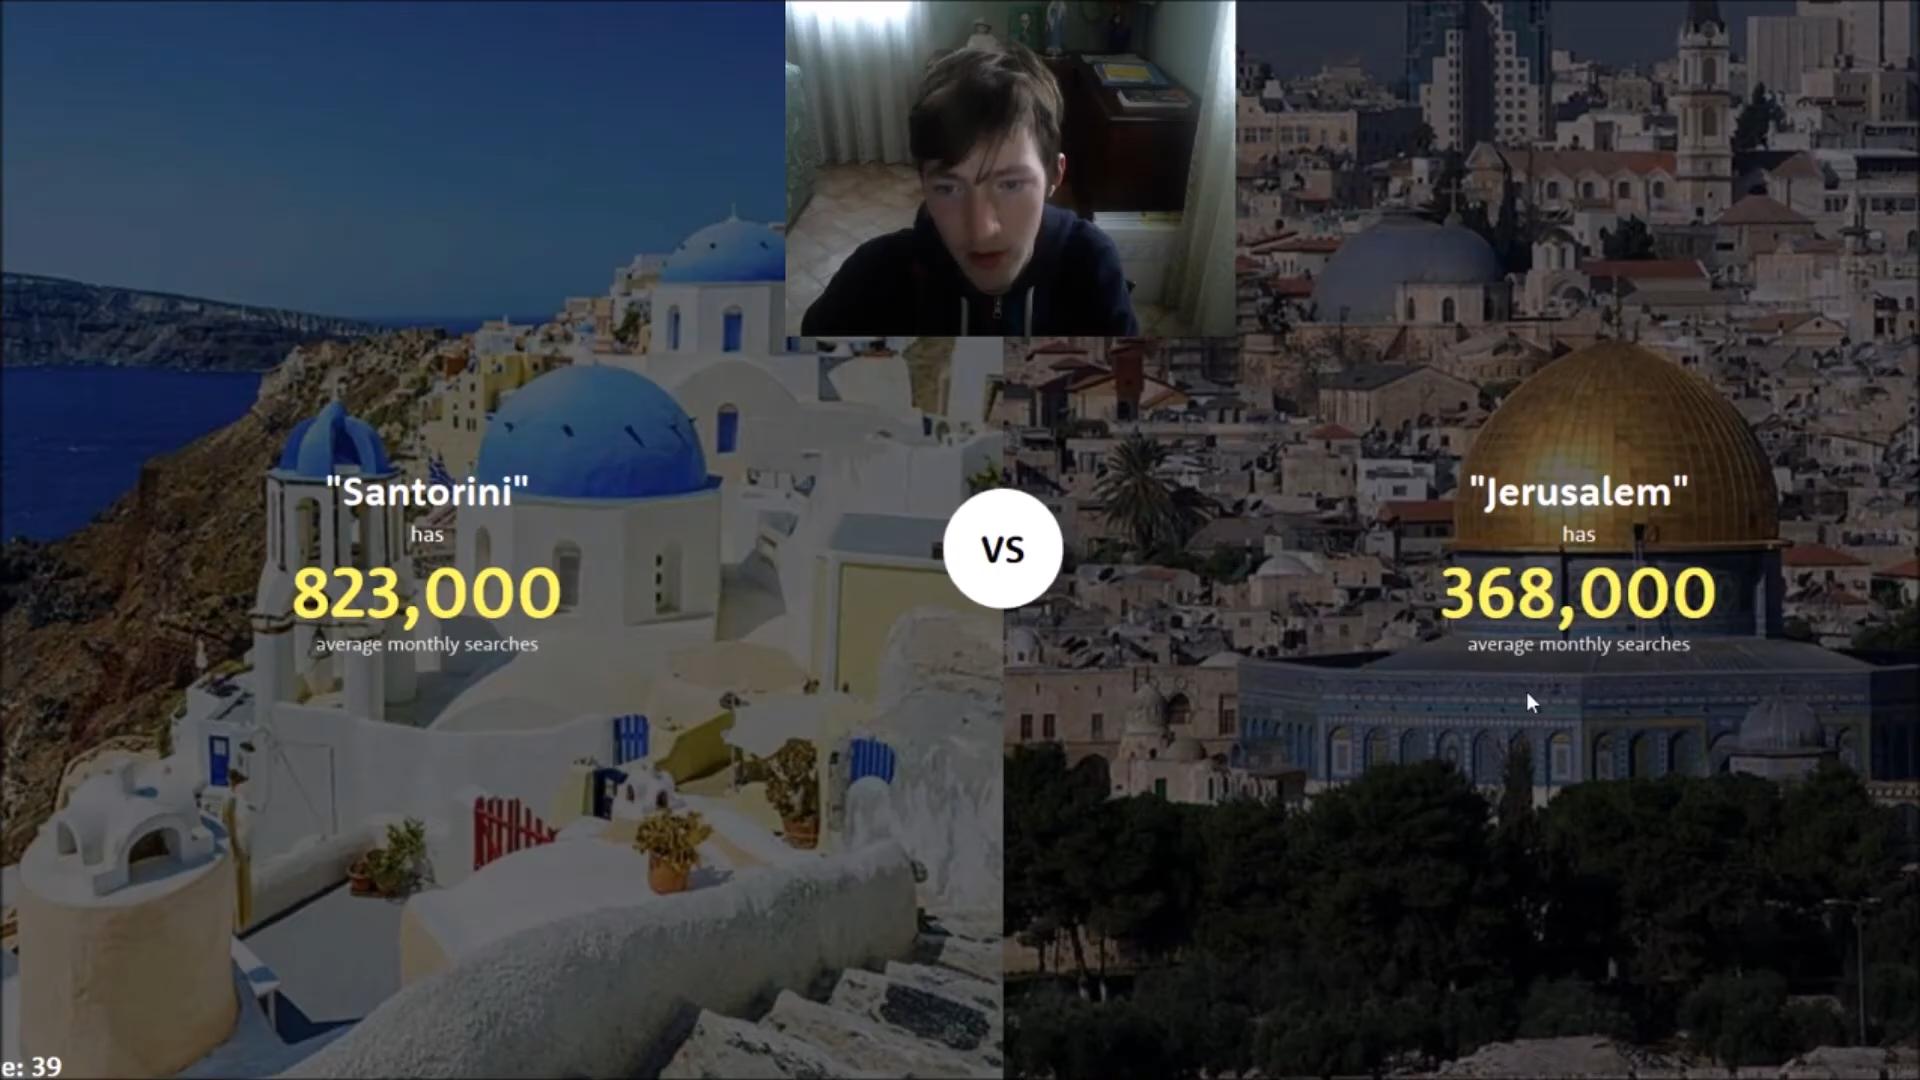 "Santorini"
has
823,000
average monthly searches
VS
"Jerusalem"
has
368,000
average monthly searches
e: 39